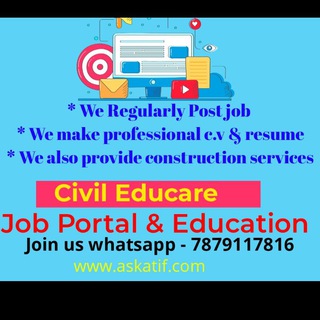 * We Regularly Post job
* We make professional c.v & resume
* We also provide construction services
Civil Educare
Job Portal & Education
Join us whatsapp - 7879117816
www.askatif.com